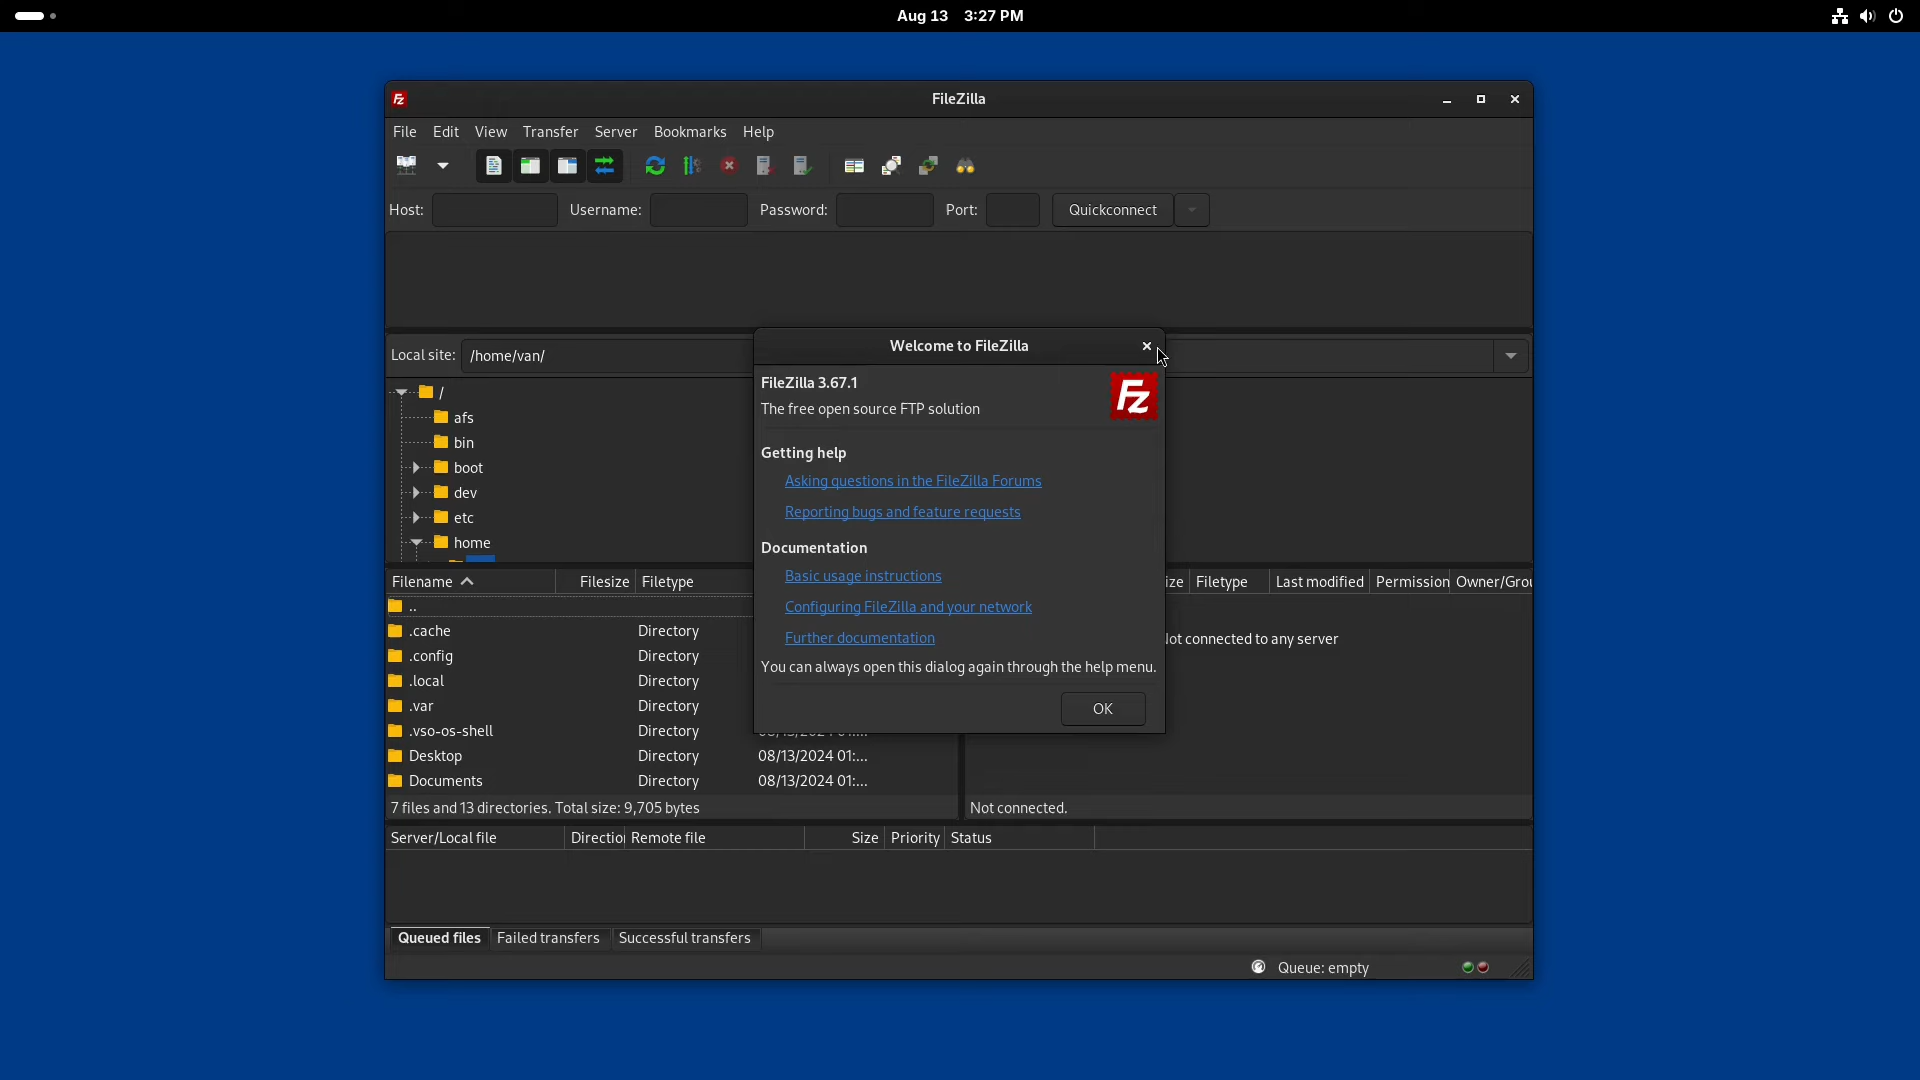 Aug 13 3:27 PM
FileZilla
File Edit View Transfer Server Bookmarks Help
Host: Username: Password: Port: Quickconnect
Local site: /home/van/
/
afs
bin
boot
dev
etc
home
Welcome to FileZilla
FileZilla 3.67.1
The free open source FTP solution
Getting help
Asking questions in the FileZilla Forums
Reporting bugs and feature requests
Documentation
Basic usage instructions
Configuring FileZilla and your network
Further documentation
You can always open this dialog again through the help menu.
OK
Filename Filesize Filetype
..
.cache Directory
.config Directory
.local Directory
.var Directory
.vso-os-shell Directory
Desktop Directory 08/13/2024 01:...
Documents Directory 08/13/2024 01:...
7 files and 13 directories. Total size: 9,705 bytes
Filetype Last modified Permission Owner/Grou
ot connected to any server
Not connected.
Server/Local file Directio Remote file Size Priority Status
Queued files Failed transfers Successful transfers
Queue: empty